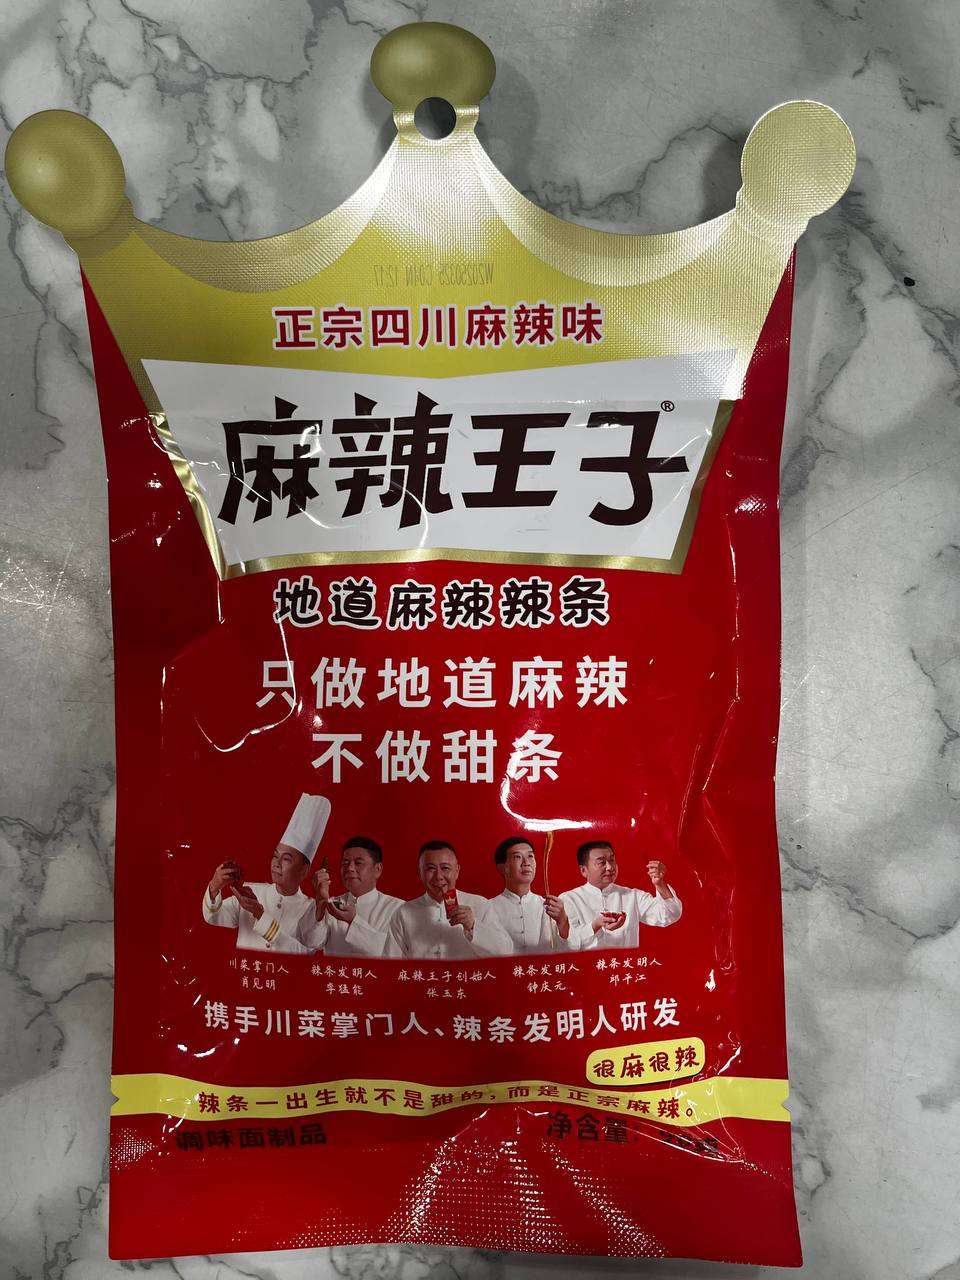 正宗四川麻辣味
麻辣王子®
地道麻辣辣条
只做地道麻辣
不做甜条
川菜掌门人 辣条发明人 麻辣王子创始人 辣条发明人 辣条发明人
肖见明 李猛能 张玉东 钟庆元 邱平江
携手川菜掌门人、辣条发明人研发
很麻很辣
辣条一出生就不是甜的，而是正宗麻辣。
调味面制品 净含量：